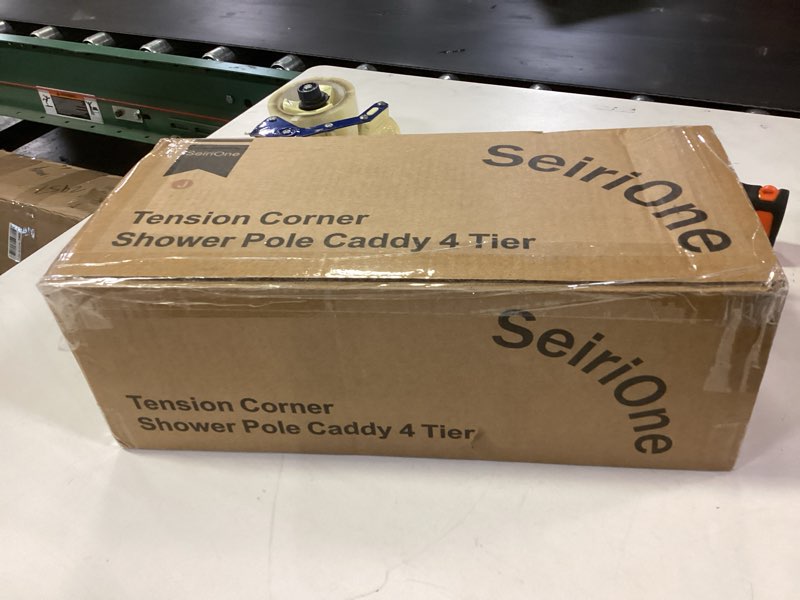 SeiriOne
SeiriOne
Tension Corner
Shower Pole Caddy 4 Tier
SeiriOne
Tension Corner
Shower Pole Caddy 4 Tier